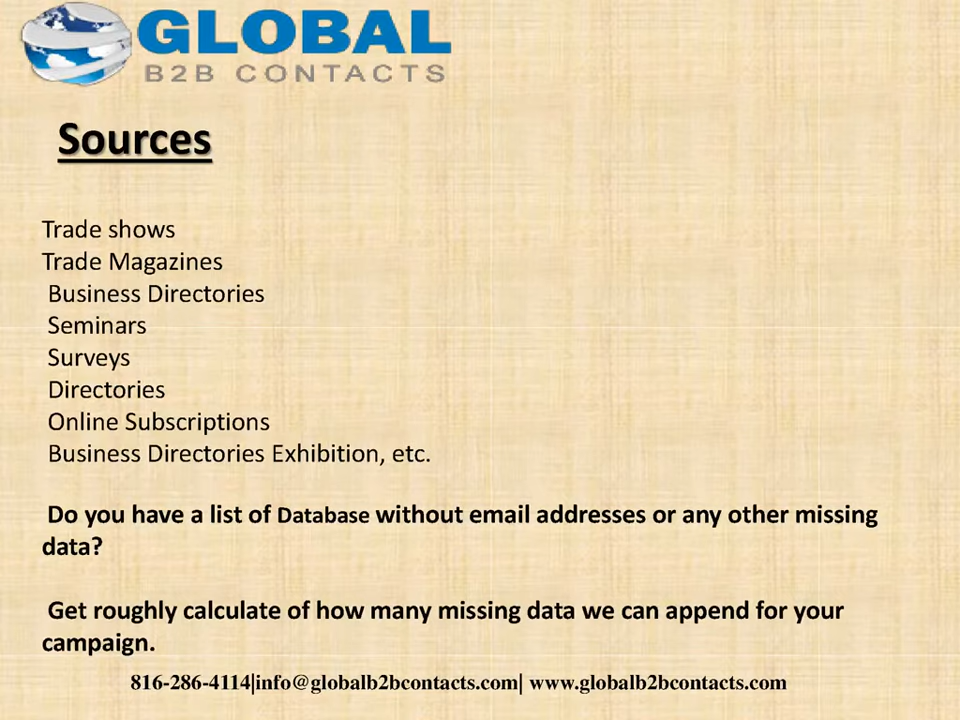 GLOBAL
B2B CONTACTS
Sources
Trade shows
Trade Magazines
Business Directories
Seminars
Surveys
Directories
Online Subscriptions
Business Directories Exhibition, etc.
Do you have a list of Database without email addresses or any other missing
data?
Get roughly calculate of how many missing data we can append for your
campaign.
816-286-4114|info@globalb2bcontacts.com| www.globalb2bcontacts.com